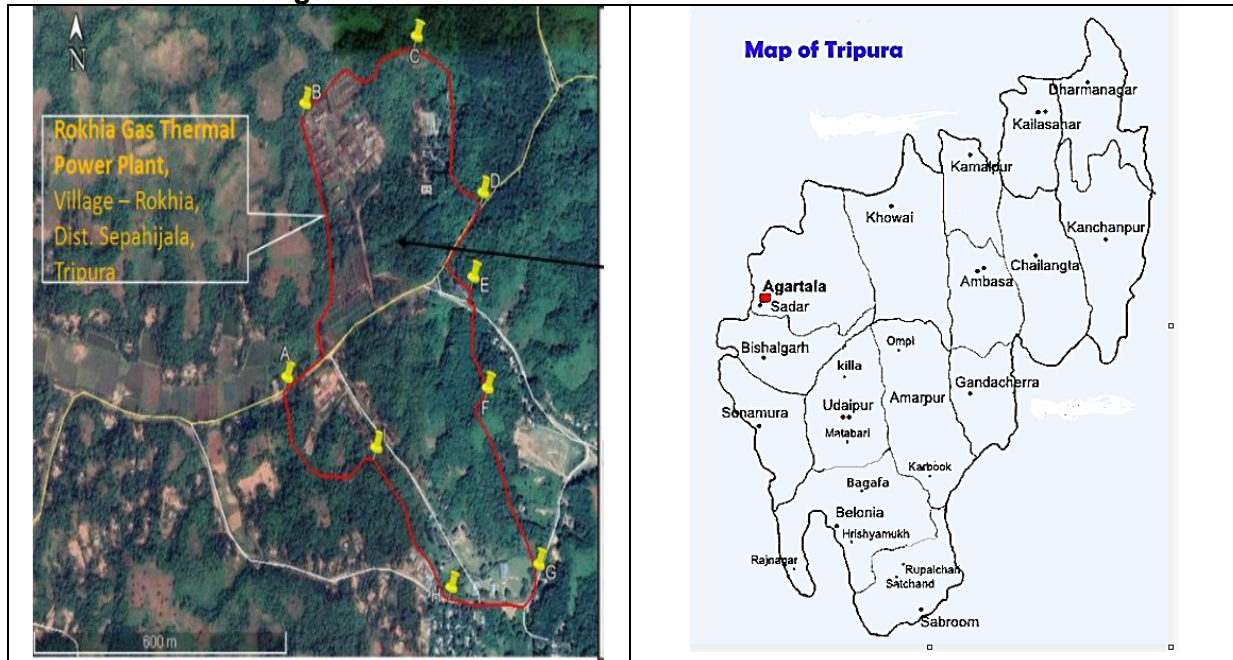 N
C
B
Rokhia Gas Thermal
Power Plant,
Village – Rokhia,
Dist. Sepahijala,
Tripura
D
E
A
F
G
H
600 m
Map of Tripura
Dharmanagar
Kailasahar
Kamalpur
Khowai
Kanchanpur
Chailangta
Ambasa
Agartala
Sadar
Bishalgarh
Ompi
killa
Gandacherra
Amarpur
Sonamura
Udaipur
Matabari
Karbook
Bagafa
Belonia
Hrishyamukh
Rajnagar
Rupaichari
Satchand
Sabroom